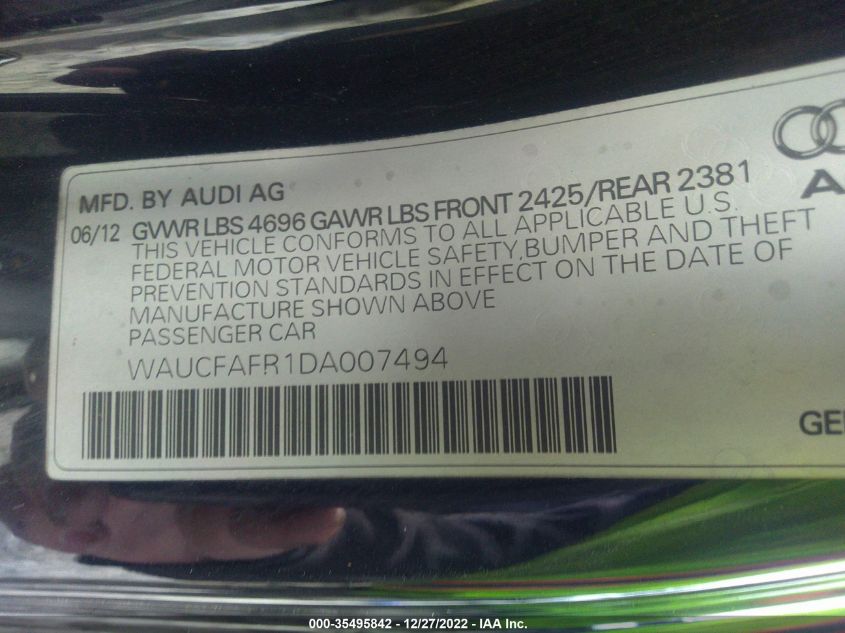 MFD. BY AUDI AG
06/12 GVWR LBS 4696 GAWR LBS FRONT 2425/REAR 2381
THIS VEHICLE CONFORMS TO ALL APPLICABLE U.S.
FEDERAL MOTOR VEHICLE SAFETY, BUMPER AND THEFT
PREVENTION STANDARDS IN EFFECT ON THE DATE OF
MANUFACTURE SHOWN ABOVE
PASSENGER CAR
WAUCFAFR1DA007494
000-35495842 - 12/27/2022 - IAA Inc.